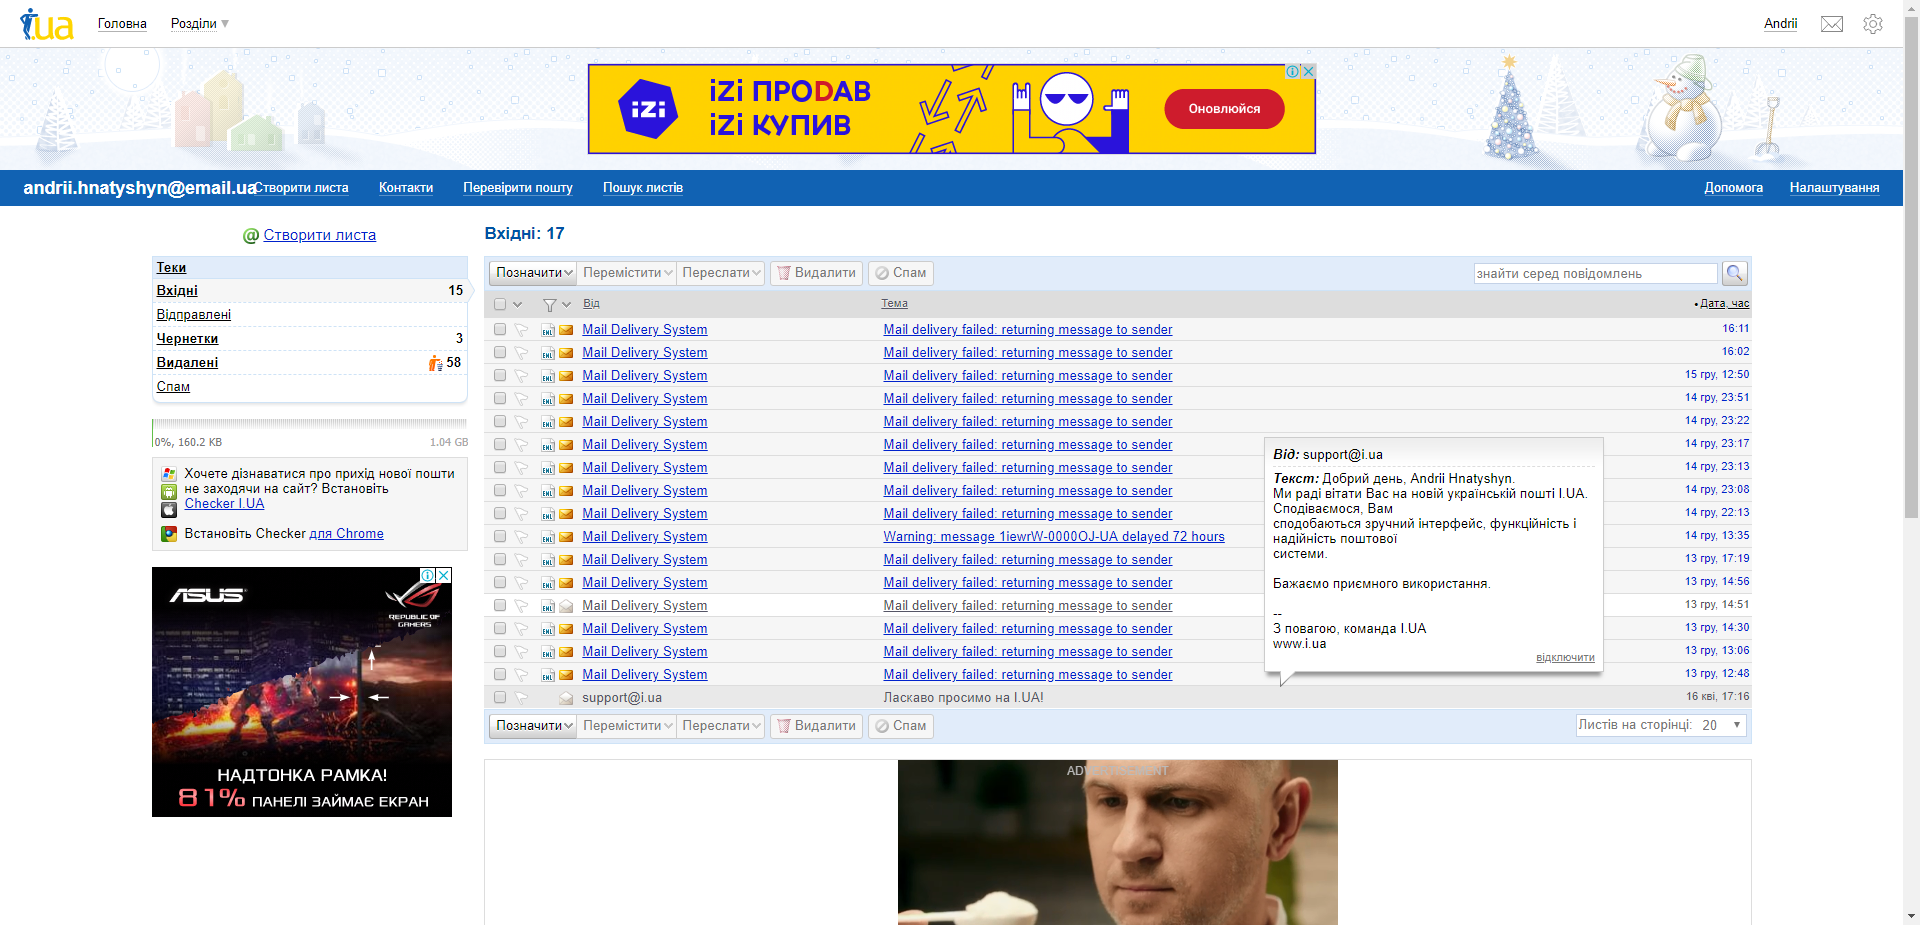 i.ua
Головна
Розділи
Andrii
iZi
iZi ПРОDАВ
iZi КУПИВ
Оновлюйся
andrii.hnatyshyn@email.ua
Створити листа
Контакти
Перевірити пошту
Пошук листів
Допомога
Налаштування
@ Створити листа
Теки
Вхідні 15
Відправлені
Чернетки 3
Видалені 58
Спам
0%, 160.2 KB 1.04 GB
Хочете дізнаватися про прихід нової пошти
не заходячи на сайт? Встановіть
Checker I.UA
Встановіть Checker для Chrome
ASUS
REPUBLIC OF
GAMERS
НАДТОНКА РАМКА!
81% ПАНЕЛІ ЗАЙМАЄ ЕКРАН
Вхідні: 17
Позначити Перемістити Переслати Видалити Спам
знайти серед повідомлень
Від Тема Дата, час
EML Mail Delivery System Mail delivery failed: returning message to sender 16:11
EML Mail Delivery System Mail delivery failed: returning message to sender 16:02
EML Mail Delivery System Mail delivery failed: returning message to sender 15 гру, 12:50
EML Mail Delivery System Mail delivery failed: returning message to sender 14 гру, 23:51
EML Mail Delivery System Mail delivery failed: returning message to sender 14 гру, 23:22
EML Mail Delivery System Mail delivery failed: returning message to sender 14 гру, 23:17
EML Mail Delivery System Mail delivery failed: returning message to sender 14 гру, 23:13
EML Mail Delivery System Mail delivery failed: returning message to sender 14 гру, 23:08
EML Mail Delivery System Mail delivery failed: returning message to sender 14 гру, 22:13
EML Mail Delivery System Warning: message 1iewrW-0000OJ-UA delayed 72 hours 14 гру, 13:35
EML Mail Delivery System Mail delivery failed: returning message to sender 13 гру, 17:19
EML Mail Delivery System Mail delivery failed: returning message to sender 13 гру, 14:56
EML Mail Delivery System Mail delivery failed: returning message to sender 13 гру, 14:51
EML Mail Delivery System Mail delivery failed: returning message to sender 13 гру, 14:30
EML Mail Delivery System Mail delivery failed: returning message to sender 13 гру, 13:06
EML Mail Delivery System Mail delivery failed: returning message to sender 13 гру, 12:48
support@i.ua Ласкаво просимо на I.UA! 16 кві, 17:16
Від: support@i.ua
Текст: Добрий день, Andrii Hnatyshyn.
Ми раді вітати Вас на новій українській пошті I.UA.
Сподіваємося, Вам
сподобаються зручний інтерфейс, функційність і
надійність поштової
системи.
Бажаємо приємного використання.
--
З повагою, команда I.UA
www.i.ua
відключити
Позначити Перемістити Переслати Видалити Спам
Листів на сторінці: 20
ADVERTISEMENT